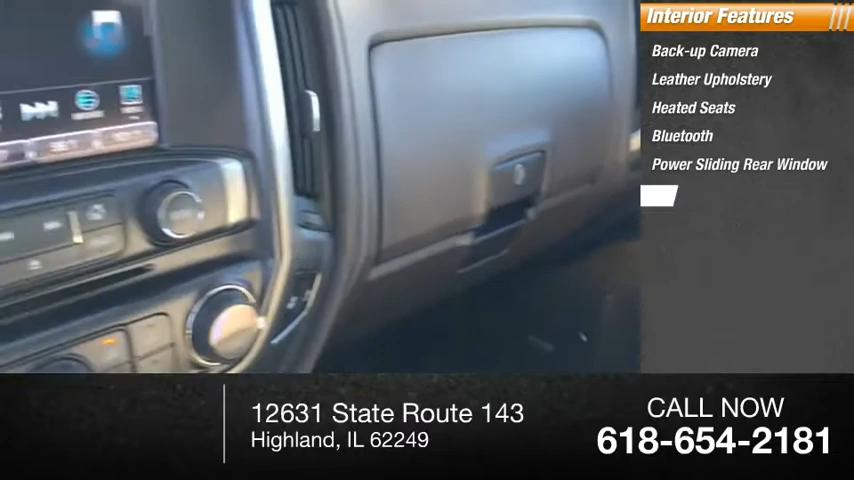 Interior Features
Back-up Camera
Leather Upholstery
Heated Seats
Bluetooth
Power Sliding Rear Window
12631 State Route 143
Highland, IL 62249
CALL NOW
618-654-2181